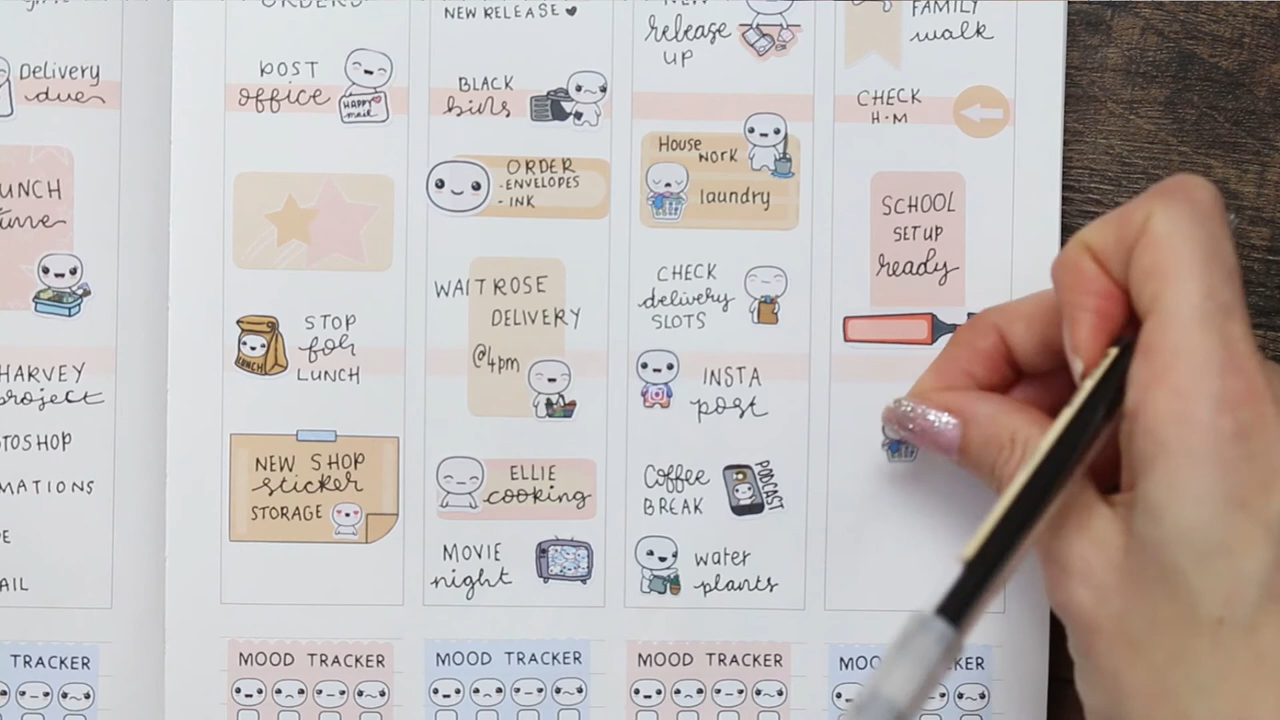 Delivery
due
UNCH
time
HARVEY
project
OTOSHOP
MATIONS
AIL
TRACKER
ORDERS
POST
office
HAPPY
mail
STOP
for
LUNCH
LUNCH
NEW SHOP
sticker
STORAGE
MOOD TRACKER
NEW RELEASE ♥
BLACK
bins
ORDER
- ENVELOPES
- INK
WAITROSE
DELIVERY
@4pm
ELLIE
cooking
MOVIE
night
MOOD TRACKER
NEW
release
UP
House
work
laundry
CHECK
delivery
SLOTS
INSTA
post
Coffee
BREAK
PODCAST
water
plants
MOOD TRACKER
FAMILY
walk
CHECK
H·M
SCHOOL
SET UP
ready
MOO CKER